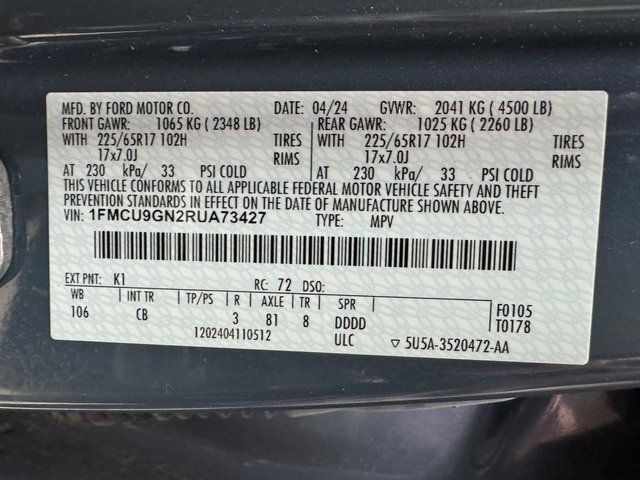 MFD. BY FORD MOTOR CO. DATE: 04/24 GVWR: 2041 KG ( 4500 LB)
FRONT GAWR: 1065 KG ( 2348 LB) REAR GAWR: 1025 KG ( 2260 LB)
WITH 225/65R17 102H TIRES WITH 225/65R17 102H TIRES
17x7.0J RIMS 17x7.0J RIMS
AT 230 kPa/ 33 PSI COLD AT 230 kPa/ 33 PSI COLD
THIS VEHICLE CONFORMS TO ALL APPLICABLE FEDERAL MOTOR VEHICLE SAFETY AND THEFT
PREVENTION STANDARDS IN EFFECT ON THE DATE OF MANUFACTURE SHOWN ABOVE.
VIN: 1FMCU9GN2RUA73427 TYPE: MPV
EXT PNT: K1 RC: 72 DSO:
WB INT TR TP/PS R AXLE TR SPR F0105
106 CB 3 81 8 DDDD T0178
1202404110512 ULC ▽ 5U5A-3520472-AA